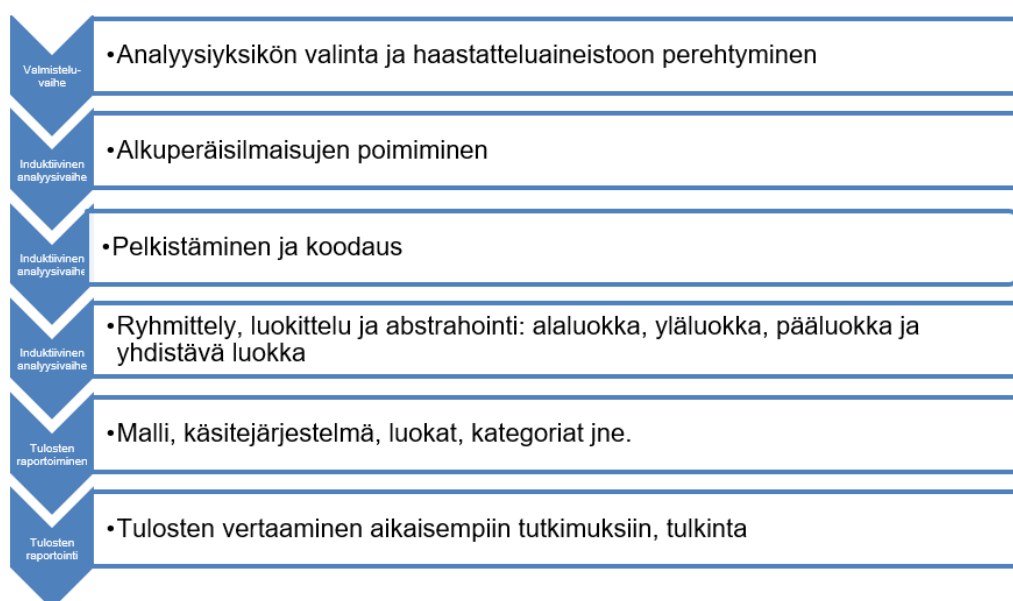 Valmistelu-
vaihe
•Analyysiyksikön valinta ja haastatteluaineistoon perehtyminen
Induktiivinen
analyysivaihe
•Alkuperäisilmaisujen poimiminen
Induktiivinen
analyysivaihe
•Pelkistäminen ja koodaus
Induktiivinen
analyysivaihe
•Ryhmittely, luokittelu ja abstrahointi: alaluokka, yläluokka, pääluokka ja
yhdistävä luokka
Tulosten
raportoiminen
•Malli, käsitejärjestelmä, luokat, kategoriat jne.
Tulosten
raportointi
•Tulosten vertaaminen aikaisempiin tutkimuksiin, tulkinta